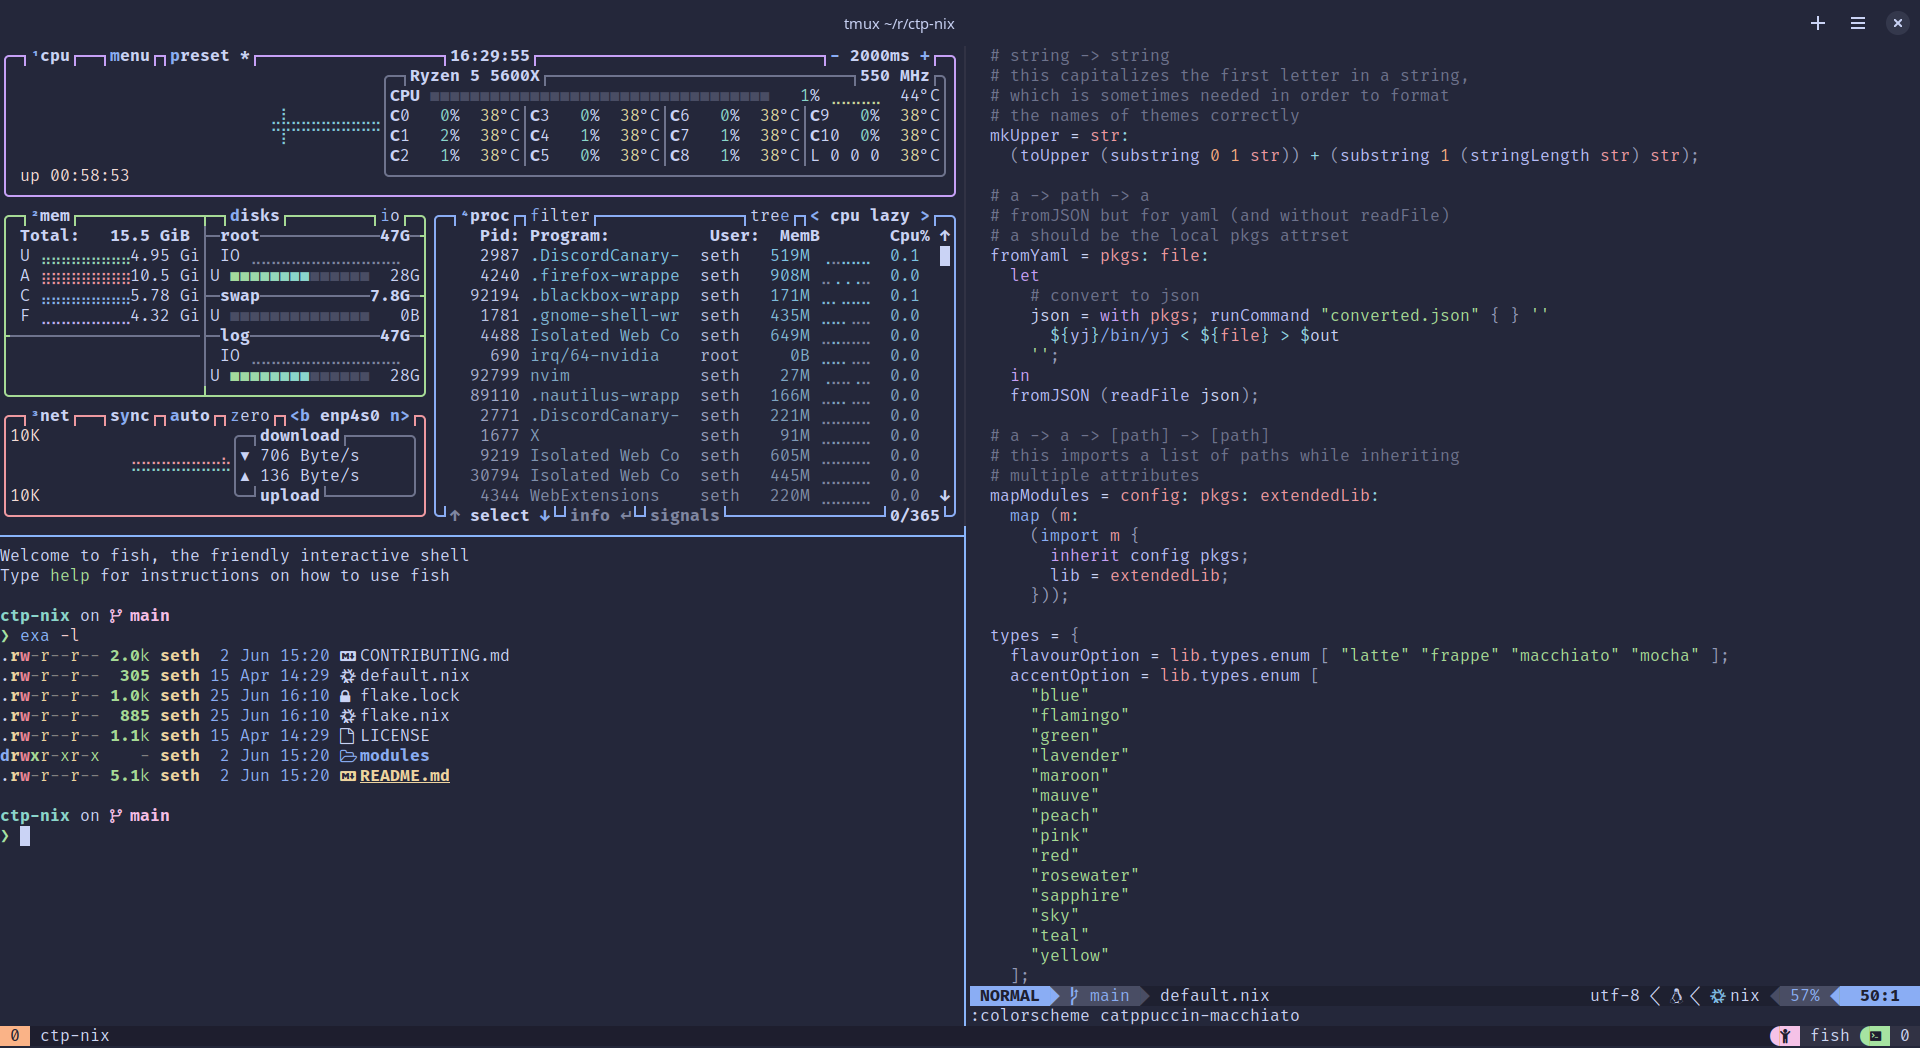 tmux ~/r/ctp-nix
¹cpu menu preset * 16:29:55 - 2000ms +
Ryzen 5 5600X 550 MHz
CPU 1% 44°C
C0 0% 38°C C3 0% 38°C C6 0% 38°C C9 0% 38°C
C1 2% 38°C C4 1% 38°C C7 1% 38°C C10 0% 38°C
C2 1% 38°C C5 0% 38°C C8 1% 38°C L 0 0 0 38°C
up 00:58:53
²mem disks io
Total: 15.5 GiB root 47G
U 4.95 Gi IO
A 10.5 Gi U 28G
C 5.78 Gi swap 7.8G
F 4.32 Gi U 0B
log 47G
IO
U 28G
³net sync auto zero <b enp4s0 n>
10K download
▼ 706 Byte/s
▲ 136 Byte/s
10K upload
⁴proc filter tree < cpu lazy >
Pid: Program: User: MemB Cpu% ↑
2987 .DiscordCanary- seth 519M 0.1
4240 .firefox-wrappe seth 908M 0.0
92194 .blackbox-wrapp seth 171M 0.1
1781 .gnome-shell-wr seth 435M 0.0
4488 Isolated Web Co seth 649M 0.0
690 irq/64-nvidia root 0B 0.0
92799 nvim seth 27M 0.0
89110 .nautilus-wrapp seth 166M 0.0
2771 .DiscordCanary- seth 221M 0.0
1677 X seth 91M 0.0
9219 Isolated Web Co seth 605M 0.0
30794 Isolated Web Co seth 445M 0.0
4344 WebExtensions seth 220M 0.0 ↓
↑ select ↓ info ↵ signals 0/365
Welcome to fish, the friendly interactive shell
Type help for instructions on how to use fish
ctp-nix on main
❯ exa -l
.rw-r--r-- 2.0k seth 2 Jun 15:20 CONTRIBUTING.md
.rw-r--r-- 305 seth 15 Apr 14:29 default.nix
.rw-r--r-- 1.0k seth 25 Jun 16:10 flake.lock
.rw-r--r-- 885 seth 25 Jun 16:10 flake.nix
.rw-r--r-- 1.1k seth 15 Apr 14:29 LICENSE
drwxr-xr-x - seth 2 Jun 15:20 modules
.rw-r--r-- 5.1k seth 2 Jun 15:20 README.md
ctp-nix on main
❯
# string -> string
# this capitalizes the first letter in a string,
# which is sometimes needed in order to format
# the names of themes correctly
mkUpper = str:
(toUpper (substring 0 1 str)) + (substring 1 (stringLength str) str);
# a -> path -> a
# fromJSON but for yaml (and without readFile)
# a should be the local pkgs attrset
fromYaml = pkgs: file:
let
# convert to json
json = with pkgs; runCommand "converted.json" { } ''
${yj}/bin/yj < ${file} > $out
'';
in
fromJSON (readFile json);
# a -> a -> [path] -> [path]
# this imports a list of paths while inheriting
# multiple attributes
mapModules = config: pkgs: extendedLib:
map (m:
(import m {
inherit config pkgs;
lib = extendedLib;
}));
types = {
flavourOption = lib.types.enum [ "latte" "frappe" "macchiato" "mocha" ];
accentOption = lib.types.enum [
"blue"
"flamingo"
"green"
"lavender"
"maroon"
"mauve"
"peach"
"pink"
"red"
"rosewater"
"sapphire"
"sky"
"teal"
"yellow"
];
NORMAL main default.nix utf-8 nix 57% 50:1
:colorscheme catppuccin-macchiato
0 ctp-nix fish 0